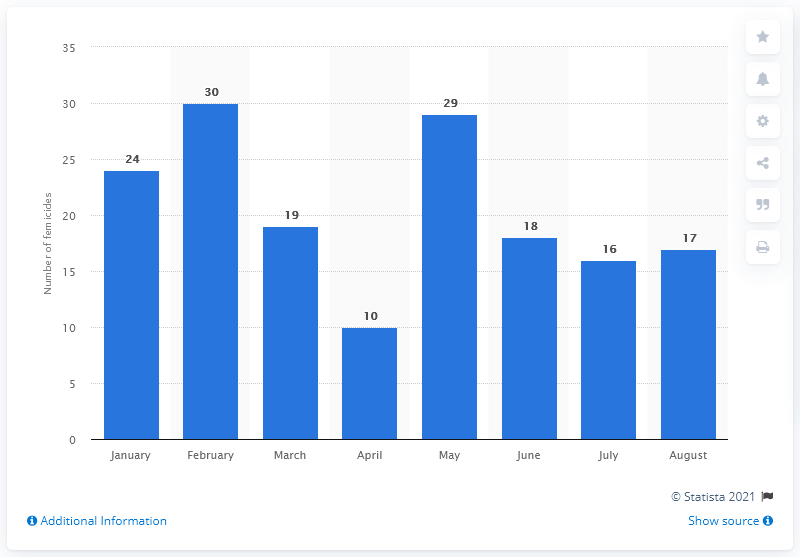 35
30
25
20
15
10
5
0
Number of femicides
24
30
19
10
29
18
16
17
January
February
March
April
May
June
July
August
© Statista 2021
Additional Information
Show source